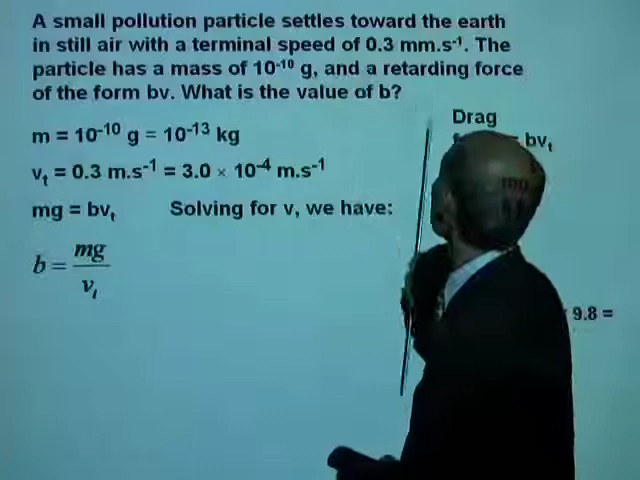 A small pollution particle settles toward the earth
in still air with a terminal speed of 0.3 mm.s⁻¹. The
particle has a mass of 10⁻¹⁰ g, and a retarding force
of the form bv. What is the value of b?
Drag
= bvₜ
m = 10⁻¹⁰ g = 10⁻¹³ kg
vₜ = 0.3 m.s⁻¹ = 3.0 × 10⁻⁴ m.s⁻¹
mg
mg = bvₜ Solving for v, we have:
b = mg / vₜ
9.8 =